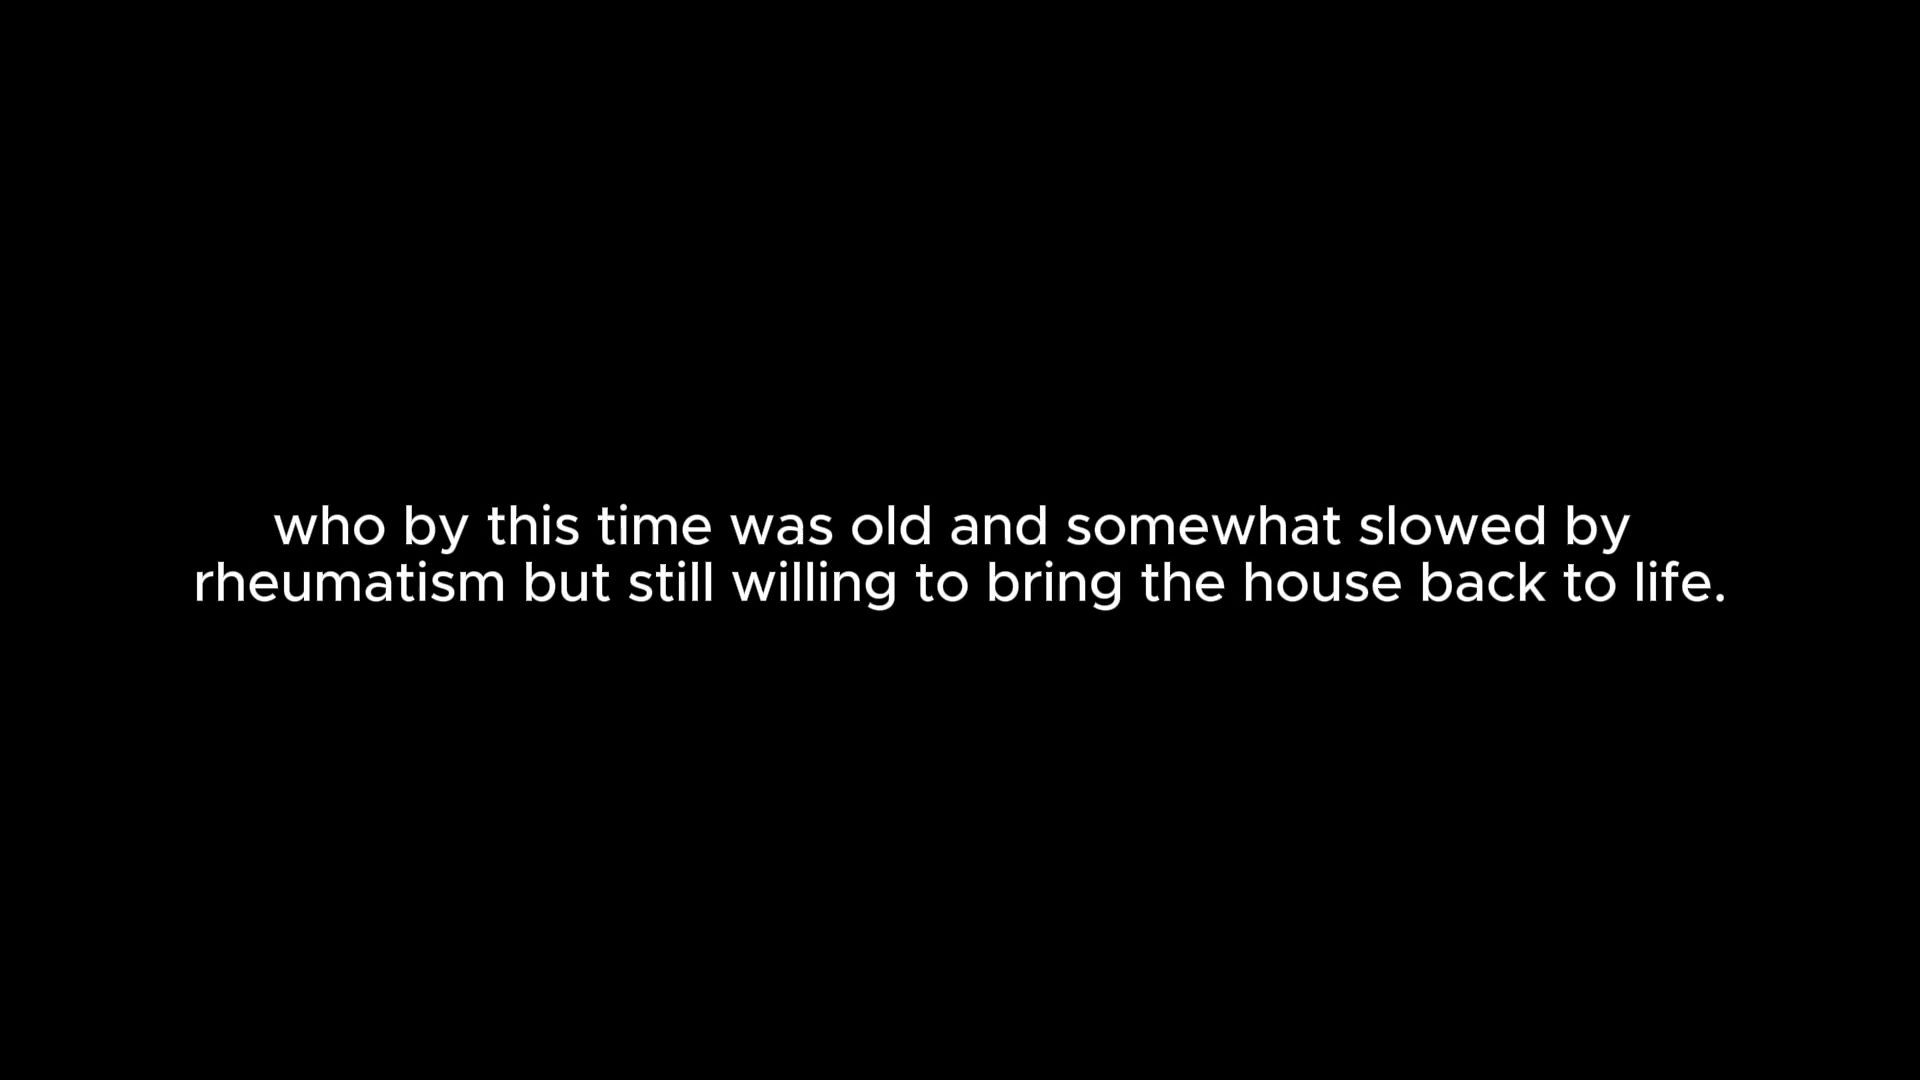 who by this time was old and somewhat slowed by
rheumatism but still willing to bring the house back to life.